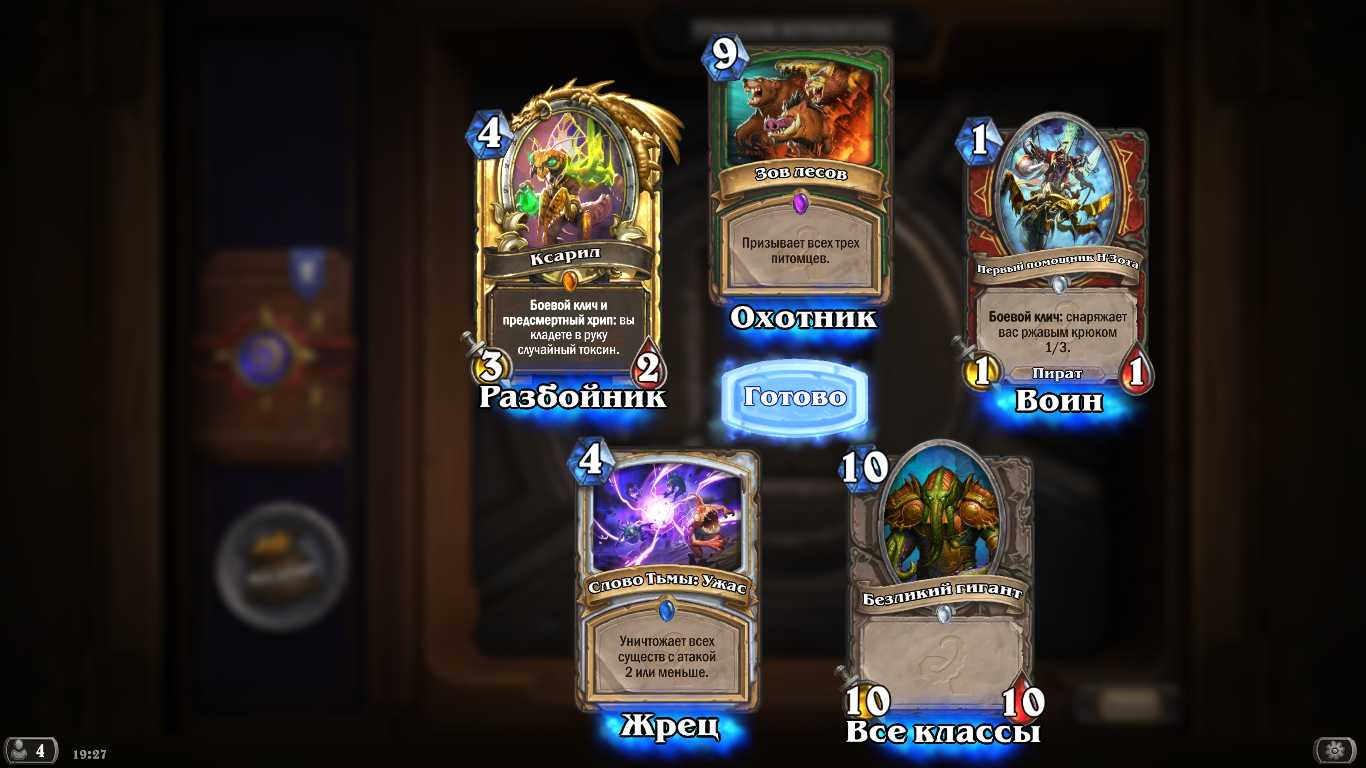 4
Ксарил
Боевой клич и
предсмертный хрип: вы
кладете в руку
случайный токсин.
3
2
Разбойник
9
Зов лесов
Призывает всех трех
питомцев.
Охотник
1
Первый помощник Н'Зота
Боевой клич: снаряжает
вас ржавым крюком
1/3.
Пират
1
1
Воин
Готово
4
Слово Тьмы: Ужас
Уничтожает всех
существ с атакой
2 или меньше.
Жрец
10
Безликий гигант
10
10
Все классы
4
19:27